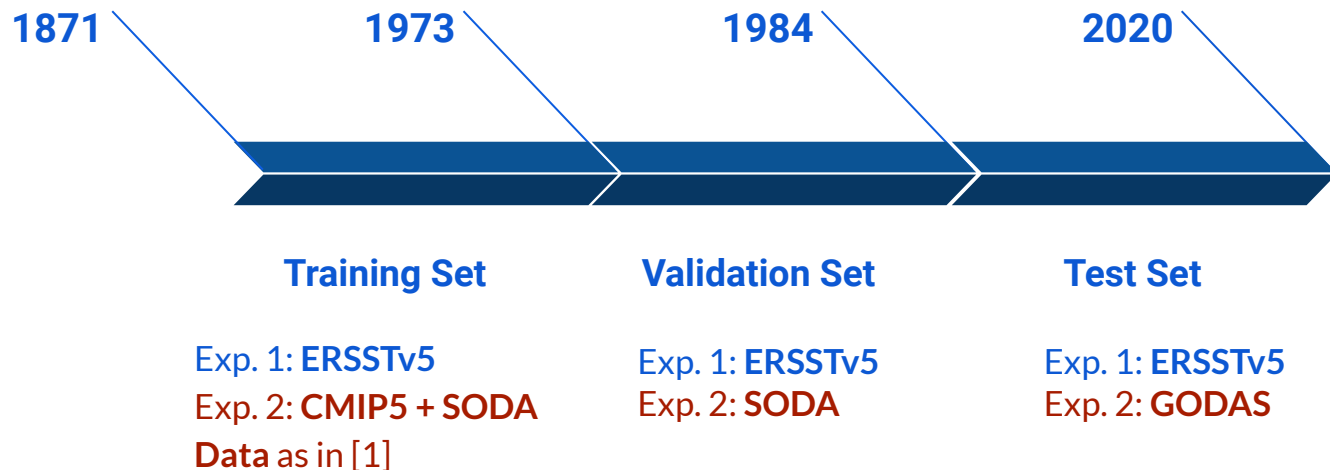 1871 1973 1984 2020
Training Set Validation Set Test Set
Exp. 1: ERSSTv5
Exp. 2: CMIP5 + SODA
Data as in [1]
Exp. 1: ERSSTv5
Exp. 2: SODA
Exp. 1: ERSSTv5
Exp. 2: GODAS